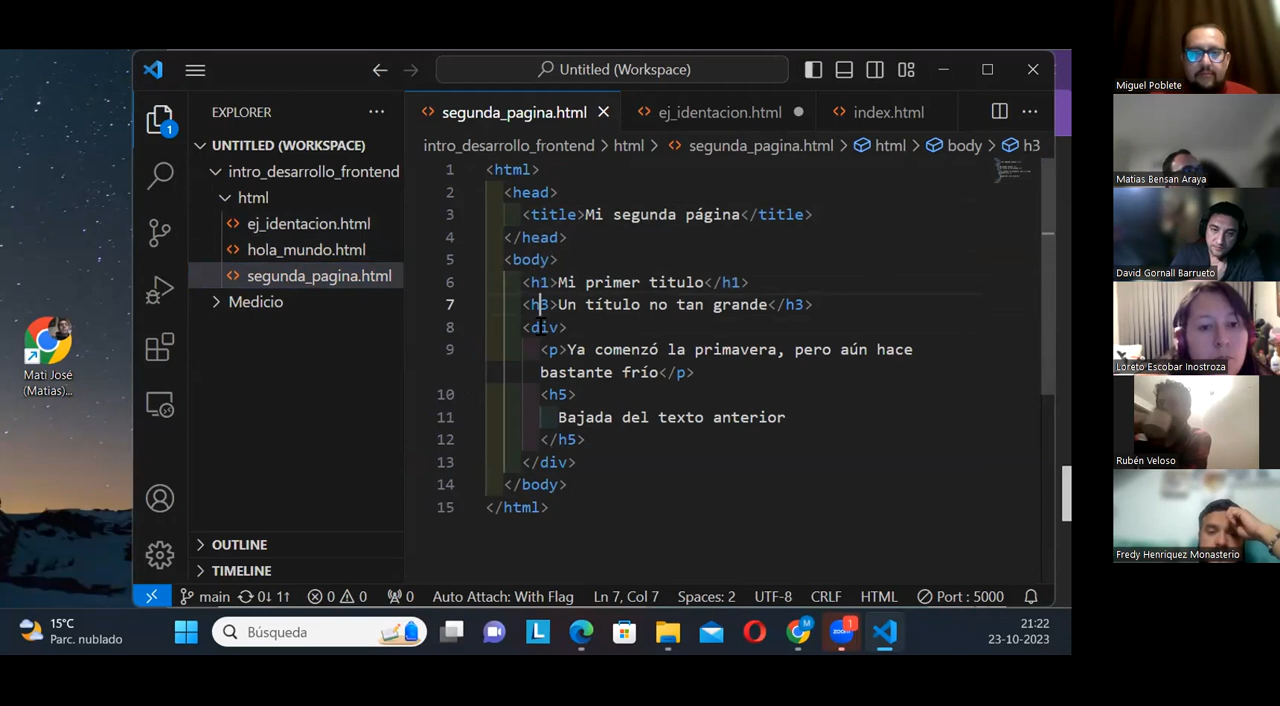 Untitled (Workspace)
EXPLORER
UNTITLED (WORKSPACE)
intro_desarrollo_frontend
html
ej_identacion.html
hola_mundo.html
segunda_pagina.html
Medicio
OUTLINE
TIMELINE
segunda_pagina.html
ej_identacion.html
index.html
intro_desarrollo_frontend > html > segunda_pagina.html > html > body > h3
1 <html>
2 <head>
3 <title>Mi segunda página</title>
4 </head>
5 <body>
6 <h1>Mi primer titulo</h1>
7 <h3>Un título no tan grande</h3>
8 <div>
9 <p>Ya comenzó la primavera, pero aún hace
bastante frío</p>
10 <h5>
11 Bajada del texto anterior
12 </h5>
13 </div>
14 </body>
15 </html>
1
main 0↓ 1↑ 0 0 0 Auto Attach: With Flag Ln 7, Col 7 Spaces: 2 UTF-8 CRLF HTML Port : 5000
Mati José
(Matias)...
15°C
Parc. nublado
Búsqueda
L
M
1
21:22
23-10-2023
Miguel Poblete
Matias Bensan Araya
David Gornall Barrueto
Loreto Escobar Inostroza
Rubén Veloso
Fredy Henriquez Monasterio